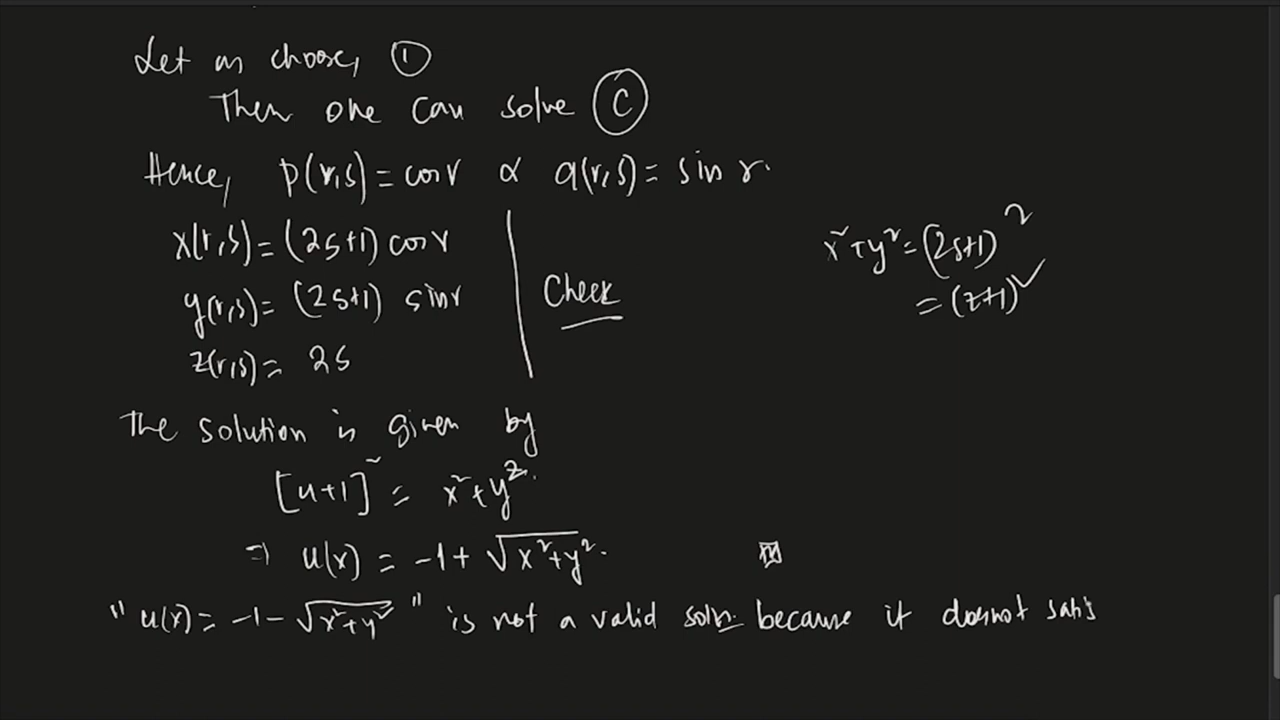 Let us choose, ①
Then one can solve Ⓒ
Hence, p(r,s) = cos r & q(r,s) = sin r.
x(r,s) = (2s+1) cos r
y(r,s) = (2s+1) sin r
z(r,s) = 2s
Check
x² + y² = (2s+1)²
= (z+1)²
The solution is given by
[u+1]² = x² + y².
⇒ u(x) = -1 + √x²+y².
"u(x) = -1 - √x²+y²" is not a valid soln. because it doesnot satis